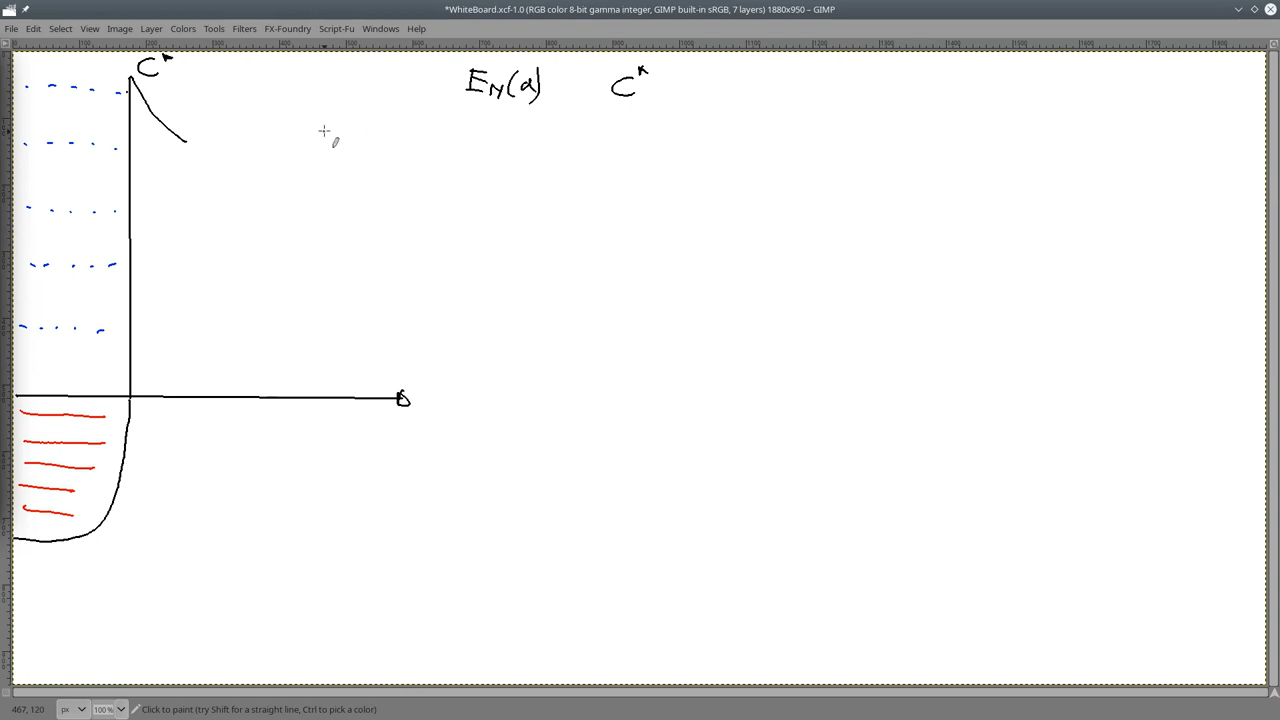 *WhiteBoard.xcf-1.0 (RGB color 8-bit gamma integer, GIMP built-in sRGB, 7 layers) 1880x950 – GIMP
File Edit Select View Image Layer Colors Tools Filters FX-Foundry Script-Fu Windows Help
C*
E_N(α) C*
467, 120 px 100% Click to paint (try Shift for a straight line, Ctrl to pick a color)